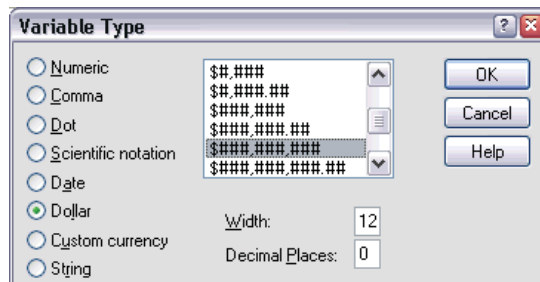 Variable Type
Numeric
Comma
Dot
Scientific notation
Date
Dollar
Custom currency
String
$#,###
$#,###.##
$###,###
$###,###.##
$###,###,###
$###,###,###.##
Width: 12
Decimal Places: 0
OK
Cancel
Help